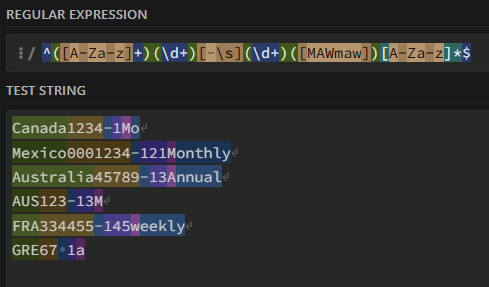 REGULAR EXPRESSION
/ ^([A-Za-z]+)(\d+)[-\s](\d+)([MAWmaw])[A-Za-z]*$
TEST STRING
Canada1234-1Mo
Mexico0001234-121Monthly
Australia45789-13Annual
AUS123-13M
FRA334455-145weekly
GRE67 1a